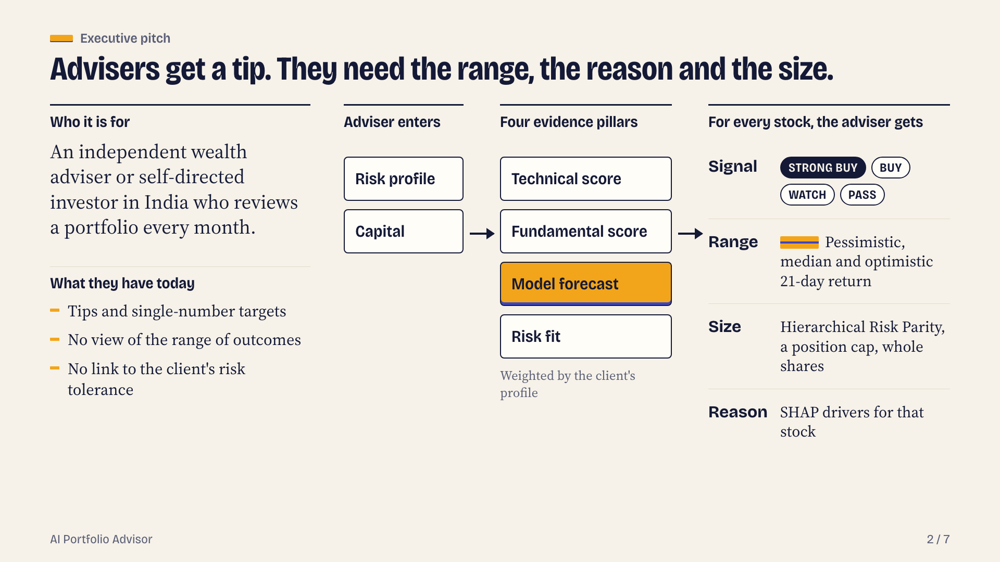 Executive pitch
Advisers get a tip. They need the range, the reason and the size.
Who it is for
An independent wealth
adviser or self-directed
investor in India who reviews
a portfolio every month.
What they have today
Tips and single-number targets
No view of the range of outcomes
No link to the client's risk
tolerance
Adviser enters
Risk profile
Capital
Four evidence pillars
Technical score
Fundamental score
Model forecast
Risk fit
Weighted by the client's
profile
For every stock, the adviser gets
Signal
STRONG BUY BUY
WATCH PASS
Range
Pessimistic,
median and optimistic
21-day return
Size
Hierarchical Risk Parity,
a position cap, whole
shares
Reason
SHAP drivers for that
stock
AI Portfolio Advisor
2 / 7